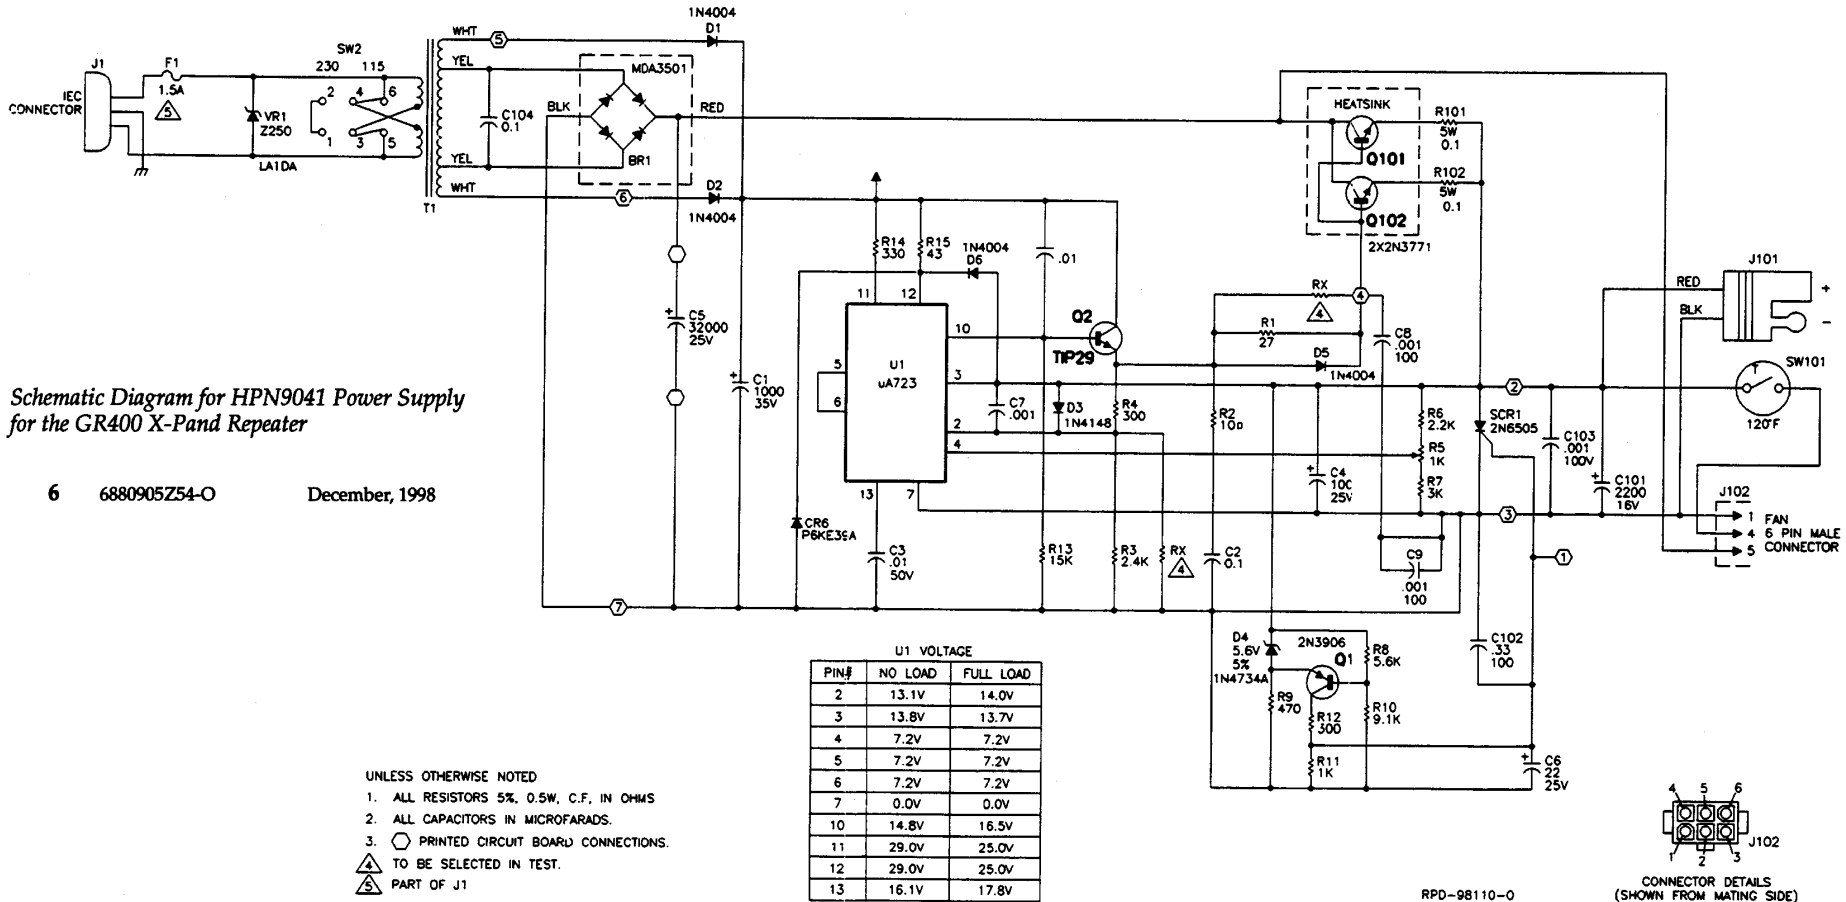 1N4004
D1
WHT
5
YEL
SW2
230 115
J1
F1
1.5A
5
IEC
CONNECTOR
2
4
6
1
3
5
VR1
Z250
LA1DA
C104
0.1
MDA3501
BLK
RED
BR1
YEL
WHT
T1
6
D2
1N4004
HEATSINK
R101
5W
0.1
Q101
R102
5W
0.1
Q102
2X2N3771
R14
330
R15
43
1N4004
D6
.01
11
12
10
Q2
TIP29
U1
uA723
5
6
3
2
4
13
7
C5
32000
25V
C1
1000
35V
RX
4
4
R1
27
D5
1N4004
C8
.001
100
C7
.001
D3
1N4148
R4
300
R2
10Ω
C4
100
25V
R6
2.2K
R5
1K
R7
3K
SCR1
2N6505
2
C103
.001
100V
C101
2200
16V
J101
RED
BLK
+
-
SW101
T
120°F
J102
1
4
5
FAN
6 PIN MALE
CONNECTOR
3
1
CR6
P6KE39A
C3
.01
50V
R13
15K
R3
2.4K
RX
4
C2
0.1
C9
.001
100
7
D4
5.6V
5%
1N4734A
2N3906
Q1
R8
5.6K
R9
470
R12
300
R10
9.1K
R11
1K
C102
.33
100
C6
22
25V
Schematic Diagram for HPN9041 Power Supply
for the GR400 X-Pand Repeater
6 6880905Z54-O December, 1998
U1 VOLTAGE
PIN# NO LOAD FULL LOAD
2 13.1V 14.0V
3 13.8V 13.7V
4 7.2V 7.2V
5 7.2V 7.2V
6 7.2V 7.2V
7 0.0V 0.0V
10 14.8V 16.5V
11 29.0V 25.0V
12 29.0V 25.0V
13 16.1V 17.8V
UNLESS OTHERWISE NOTED
1. ALL RESISTORS 5%, 0.5W, C.F, IN OHMS
2. ALL CAPACITORS IN MICROFARADS.
3. PRINTED CIRCUIT BOARD CONNECTIONS.
4 TO BE SELECTED IN TEST.
5 PART OF J1
4 5 6
J102
1 2 3
CONNECTOR DETAILS
(SHOWN FROM MATING SIDE)
RPD-98110-0